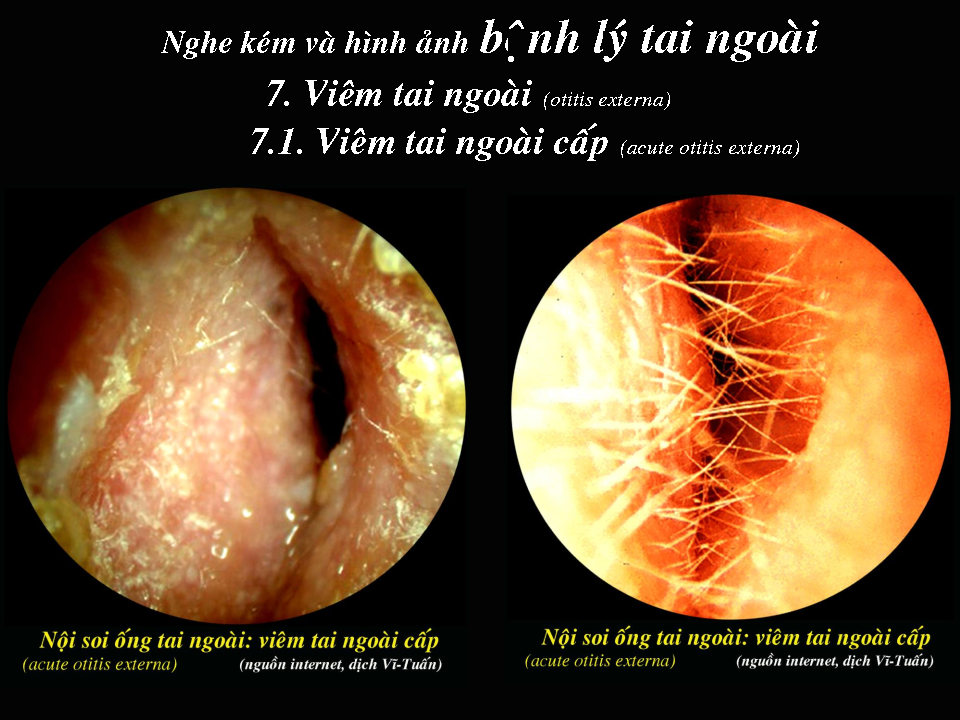 Nghe kém và hình ảnh bệnh lý tai ngoài
7. Viêm tai ngoài (otitis externa)
7.1. Viêm tai ngoài cấp (acute otitis externa)
Nội soi ống tai ngoài: viêm tai ngoài cấp
(acute otitis externa) (nguồn internet, dịch Vĩ-Tuấn)
Nội soi ống tai ngoài: viêm tai ngoài cấp
(acute otitis externa) (nguồn internet, dịch Vĩ-Tuấn)